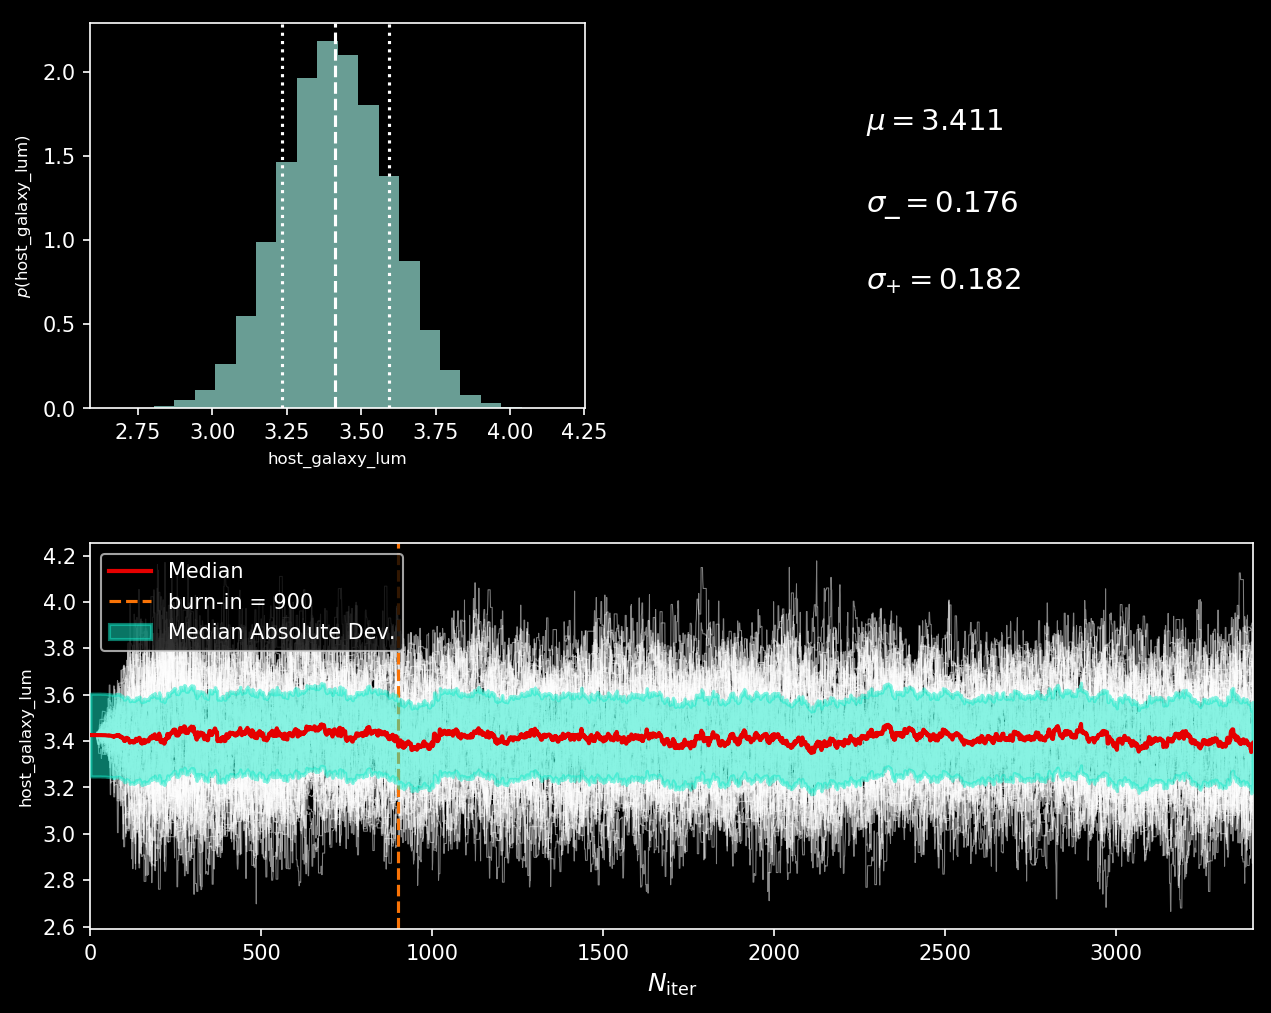 2.0
1.5
1.0
0.5
0.0
p(host_galaxy_lum)
2.75 3.00 3.25 3.50 3.75 4.00 4.25
host_galaxy_lum
μ = 3.411
σ₋ = 0.176
σ₊ = 0.182
4.2
4.0
3.8
3.6
3.4
3.2
3.0
2.8
2.6
host_galaxy_lum
Median
burn-in = 900
Median Absolute Dev.
0 500 1000 1500 2000 2500 3000
N_iter